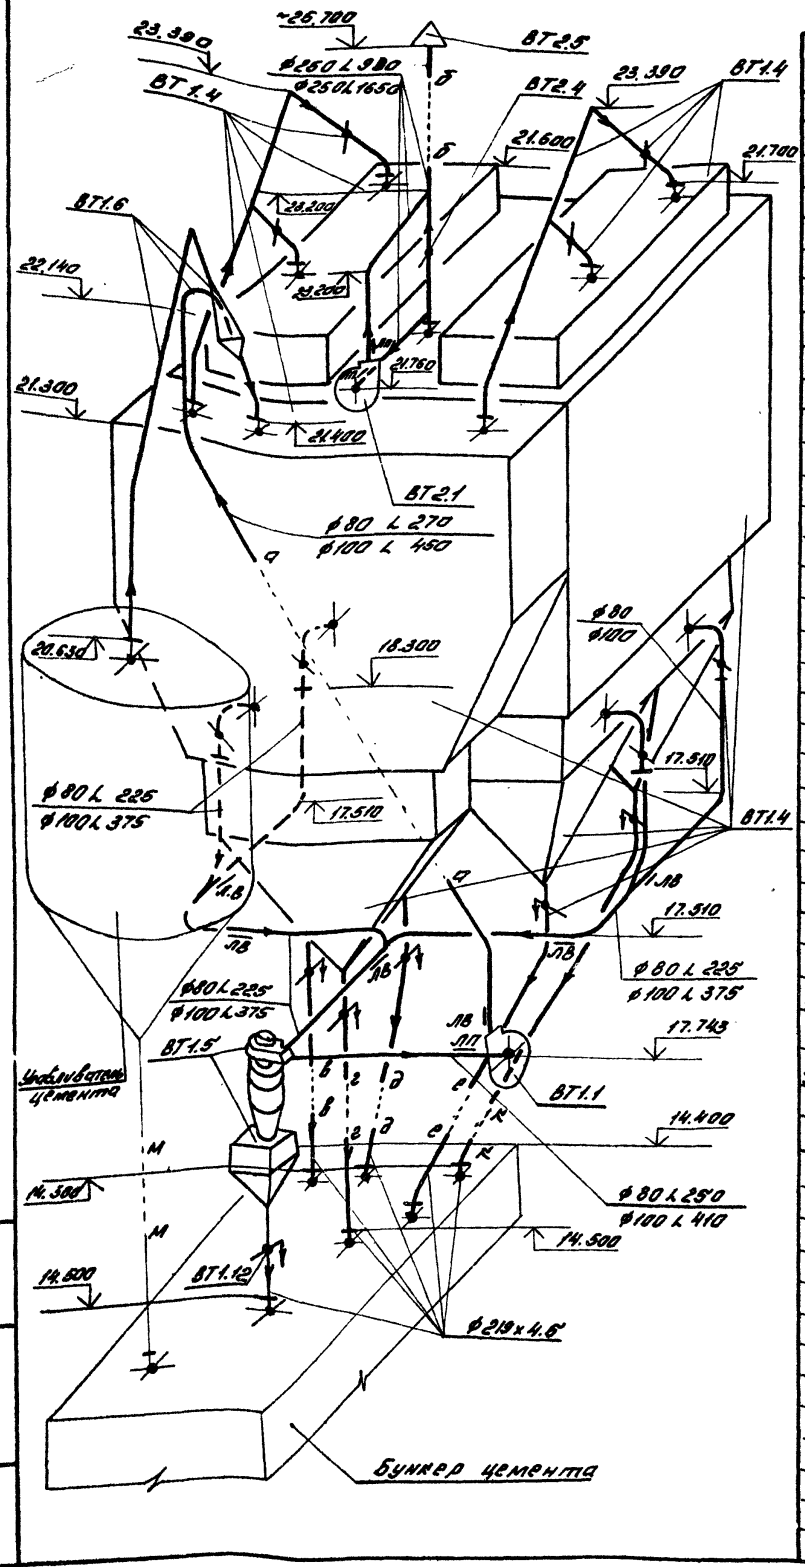 ~26.700
23.390
ВТ2.5
ф250 L 980
ф250 L 1650
б
23.390
ВТ1.4
ВТ1.4
ВТ2.4
б
21.600
21.700
ВТ1.6
23.200
22.140
23.200
21.760
21.300
21.400
ВТ2.1
ф80 L 270
ф100 L 450
а
ф80
ф100
20.630
18.300
17.510
ф80 L 225
ф100 L 375
17.510
ВТ1.4
а
ЛВ
ЛВ
17.510
ЛВ
ЛВ
ЛВ
ф80 L 225
ф100 L 375
ф80 L 225
ф100 L 375
ЛВ
ЛП
17.743
ВТ1.5
в
г
д
е
к
ВТ1.1
цемента
в
г
д
е
к
14.400
м
14.300
ф80 L 250
ф100 L 410
м
14.500
14.500
ВТ1.12
ф219х4.5
Бункер цемента